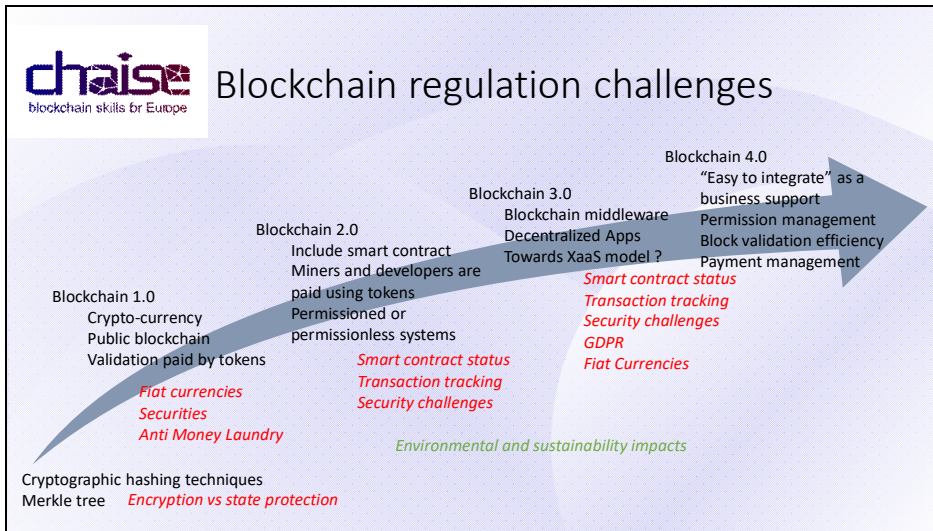 chaise
blockchain skills for Europe
Blockchain regulation challenges
Blockchain 4.0
"Easy to integrate" as a
business support
Permission management
Block validation efficiency
Payment management
Blockchain 3.0
Blockchain middleware
Decentralized Apps
Towards XaaS model ?
Smart contract status
Transaction tracking
Security challenges
GDPR
Fiat Currencies
Blockchain 2.0
Include smart contract
Miners and developers are
paid using tokens
Permissioned or
permissionless systems
Smart contract status
Transaction tracking
Security challenges
Blockchain 1.0
Crypto-currency
Public blockchain
Validation paid by tokens
Fiat currencies
Securities
Anti Money Laundry
Environmental and sustainability impacts
Cryptographic hashing techniques
Merkle tree Encryption vs state protection